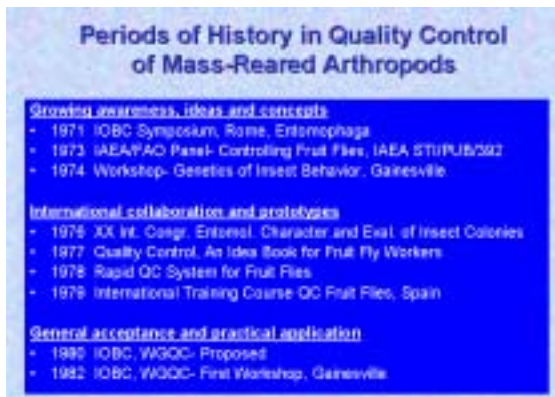 Periods of History in Quality Control
of Mass-Reared Arthropods
Growing awareness, ideas and concepts
• 1971 IOBC Symposium, Rome, Entomophaga
• 1973 IAEA/FAO Panel- Controlling Fruit Flies, IAEA STI/PUB/392
• 1974 Workshop- Genetics of Insect Behavior, Gainesville
International collaboration and prototypes
• 1976 XX Int. Congr. Entomol. Character and Eval. of Insect Colonies
• 1977 Quality Control, An Idea Book for Fruit Fly Workers
• 1978 Rapid QC System for Fruit Flies
• 1979 International Training Course QC Fruit Flies, Spain
General acceptance and practical application
• 1980 IOBC, WGQC- Proposed
• 1982 IOBC, WGQC- First Workshop, Gainesville